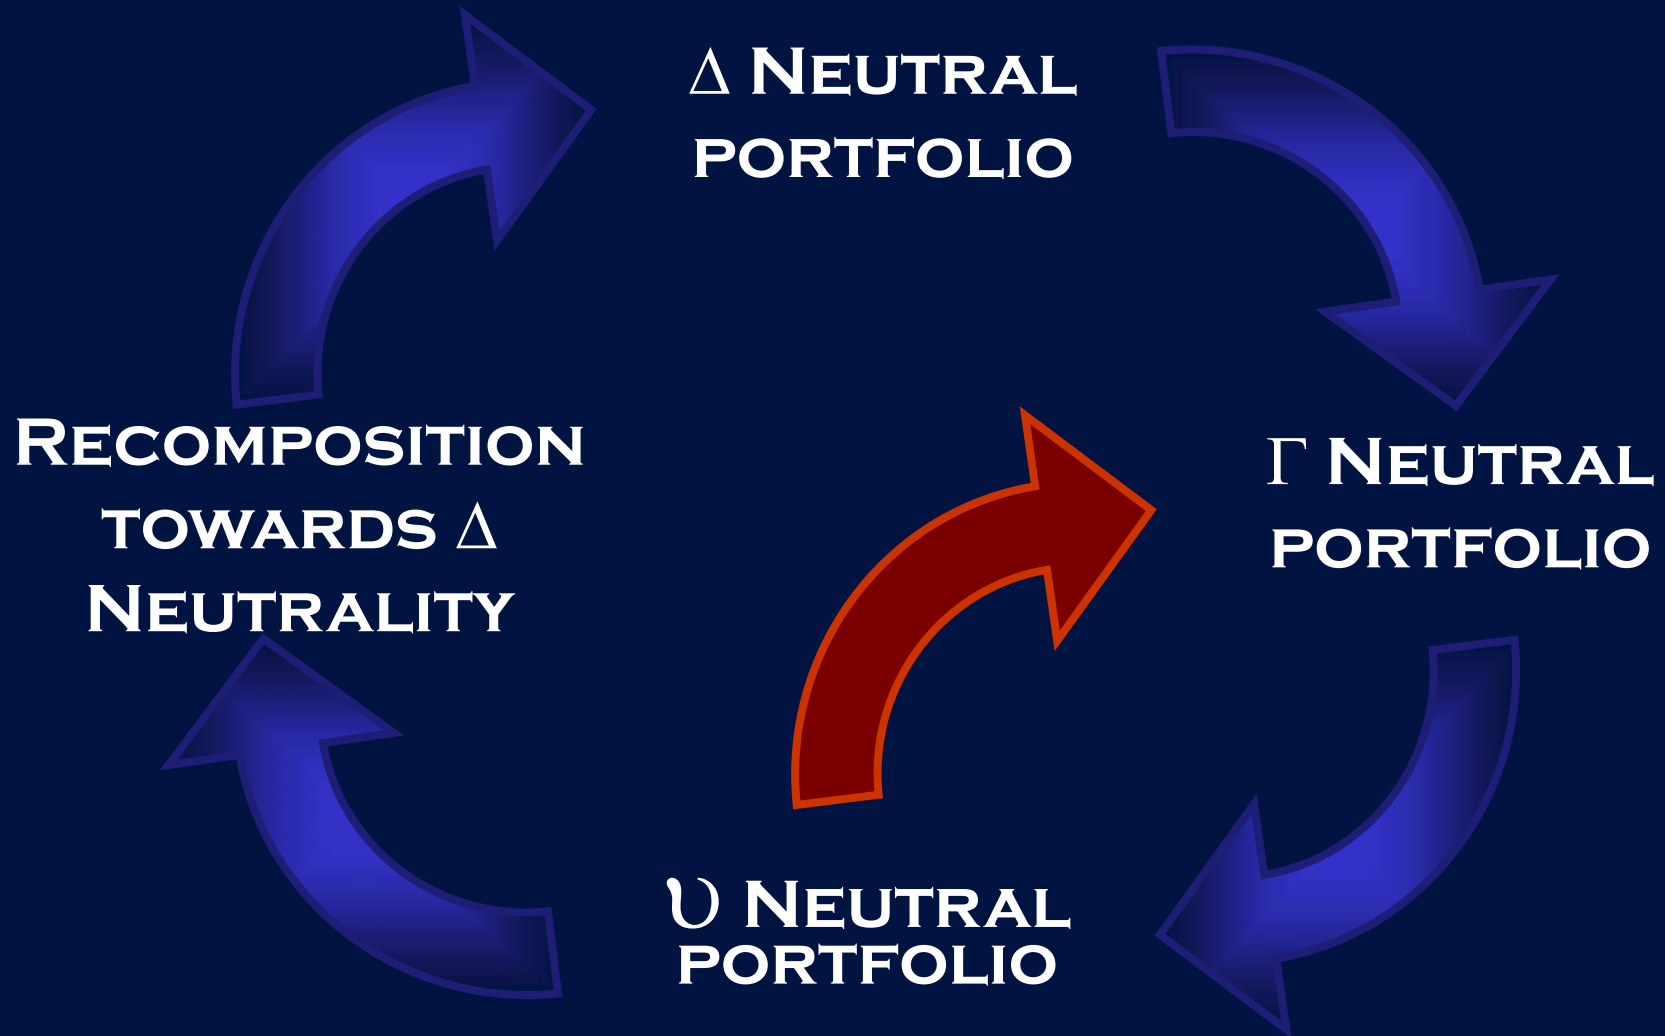 Δ NEUTRAL
PORTFOLIO
RECOMPOSITION
TOWARDS Δ
NEUTRALITY
Γ NEUTRAL
PORTFOLIO
υ NEUTRAL
PORTFOLIO